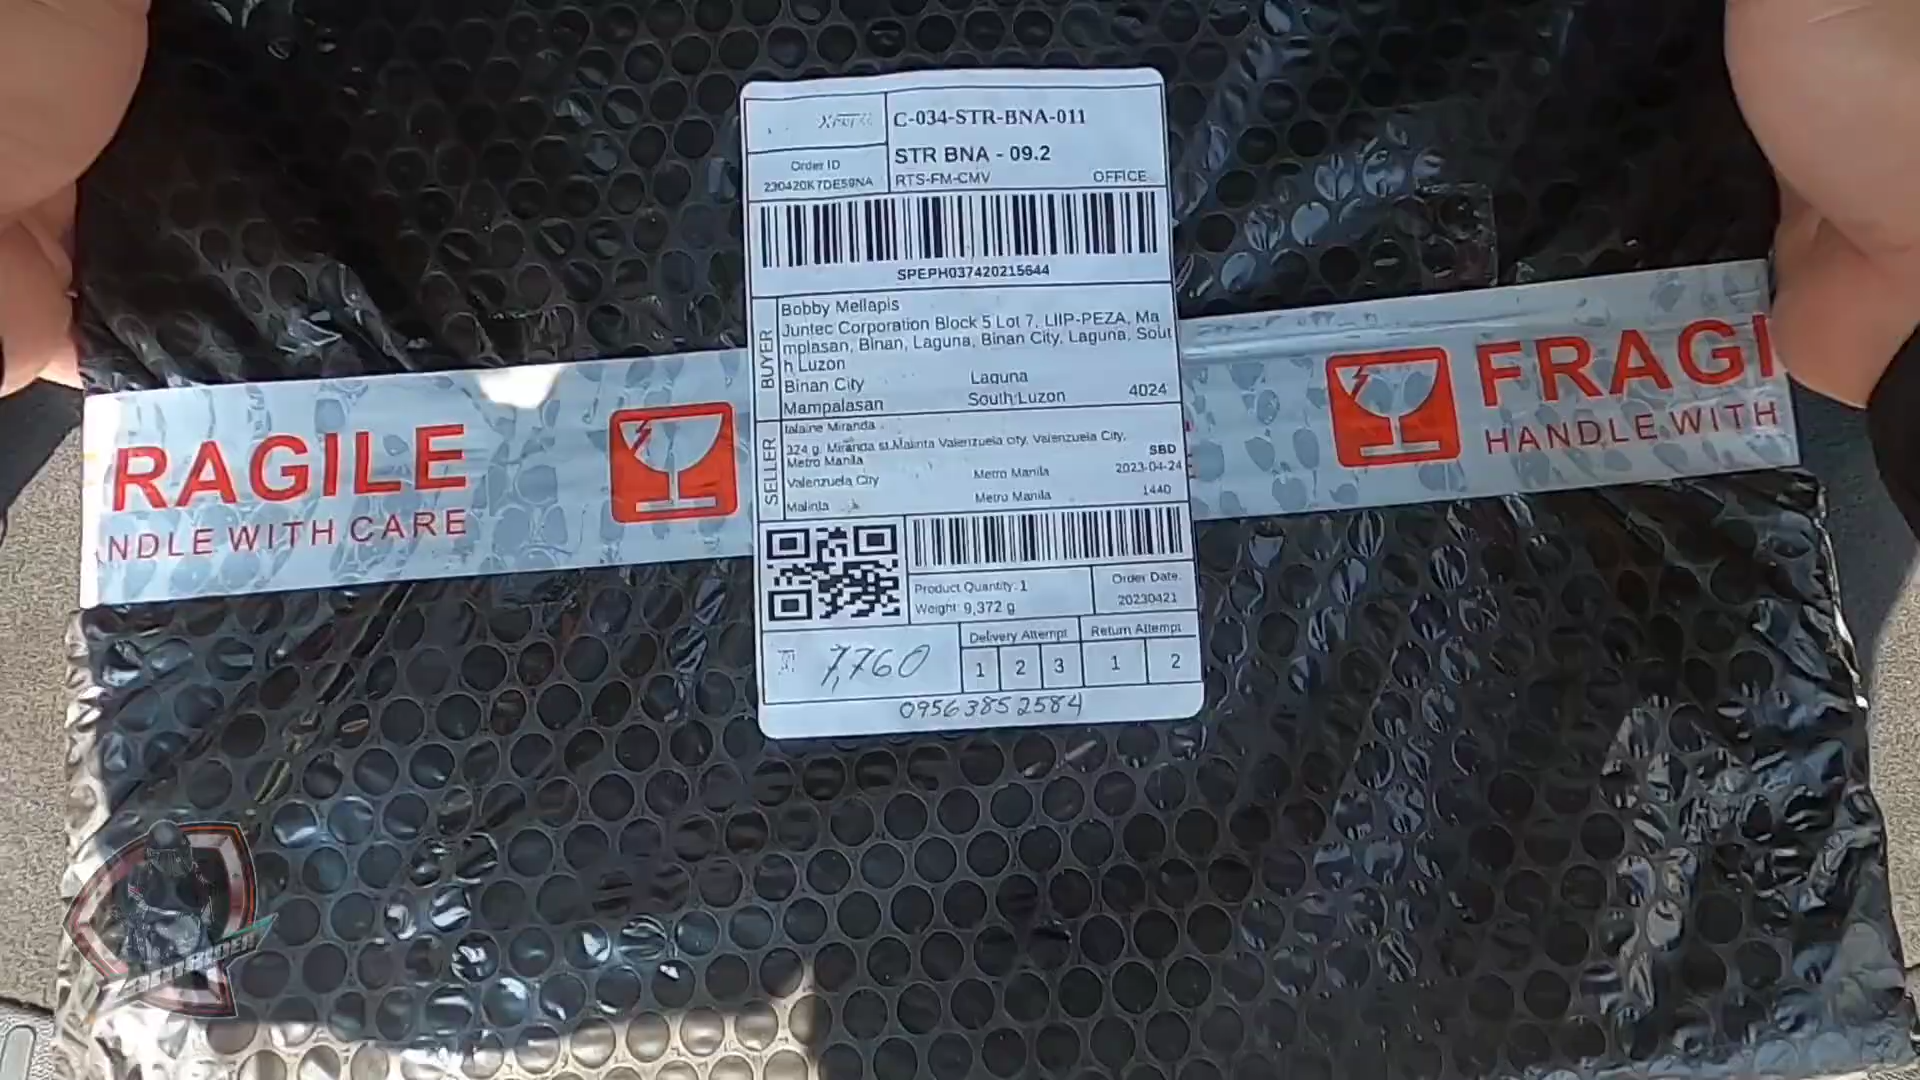 C-034-STR-BNA-011
STR BNA - 09.2
Order ID
230420K7DE59NA
RTS-FM-CMV
OFFICE
SPEPH037420215644
BUYER
Bobby Mellapis
Juntec Corporation Block 5 Lot 7, LIIP-PEZA, Ma
mplasan, Binan, Laguna, Binan City, Laguna, Sout
h Luzon
Binan City Laguna
Mampalasan South Luzon 4024
SELLER
Ialaine Miranda
324 g. Miranda st.Malinta Valenzuela city, Valenzuela City,
Metro Manila
SBD
Valenzuela City Metro Manila 2023-04-24
Malinta Metro Manila 1440
Product Quantity: 1
Weight: 9,372 g
Order Date:
20230421
7,760
Delivery Attempt
1 2 3
Return Attempt
1 2
09563852584
RAGILE
NDLE WITH CARE
FRAGI
HANDLE WITH